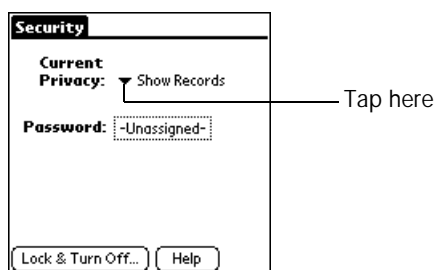 Security
Current
Privacy: Show Records
Tap here
Password: -Unassigned-
Lock & Turn Off... Help